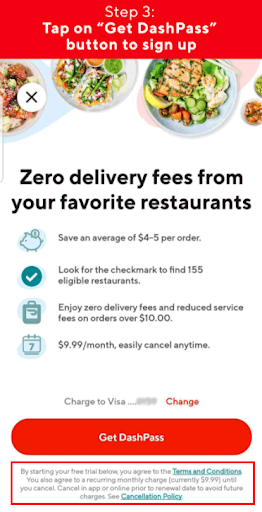 Step 3:
Tap on “Get DashPass”
button to sign up
Zero delivery fees from
your favorite restaurants
Save an average of $4–5 per order.
Look for the checkmark to find 155
eligible restaurants.
Enjoy zero delivery fees and reduced service
fees on orders over $10.00.
7
$9.99/month, easily cancel anytime.
Charge to Visa .... Change
Get DashPass
By starting your free trial below, you agree to the Terms and Conditions
You also agree to a recurring monthly charge (currently $9.99) until
you cancel. Cancel in app or online prior to renewal date to avoid future
charges. See Cancellation Policy.